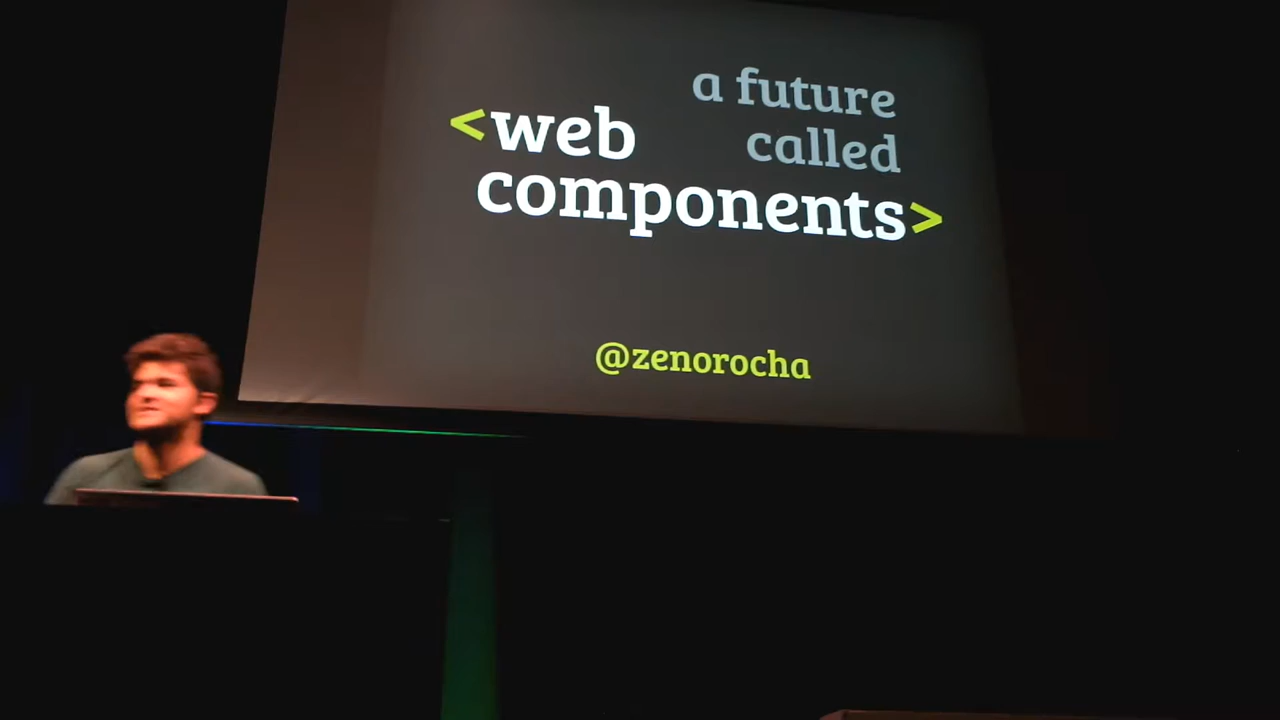 a future
called
<web
components>
@zenorocha